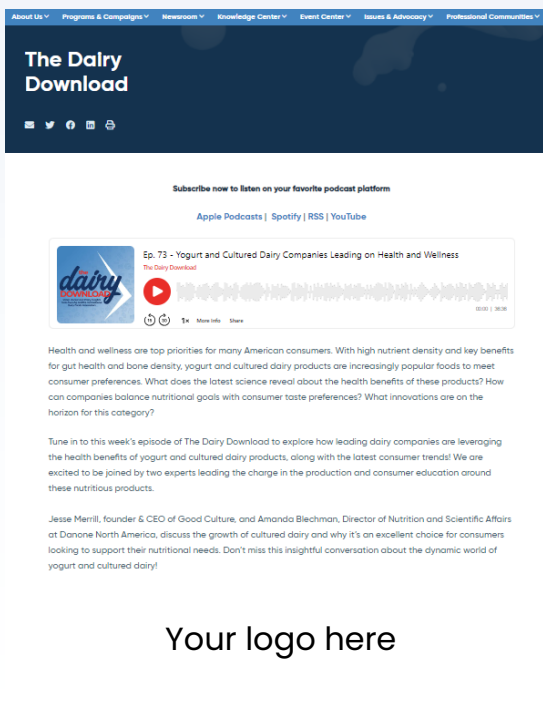 About Us Programs & Campaigns Newsroom Knowledge Center Event Center Issues & Advocacy Professional Communities
The Dairy
Download
Subscribe now to listen on your favorite podcast platform
Apple Podcasts | Spotify | RSS | YouTube
the
dairy
DOWNLOAD
Ep. 73 - Yogurt and Cultured Dairy Companies Leading on Health and Wellness
The Dairy Download
00:00 |
15 30 1x More Info Share
Health and wellness are top priorities for many American consumers. With high nutrient density and key benefits
for gut health and bone density, yogurt and cultured dairy products are increasingly popular foods to meet
consumer preferences. What does the latest science reveal about the health benefits of these products? How
can companies balance nutritional goals with consumer taste preferences? What innovations are on the
horizon for this category?
Tune in to this week's episode of The Dairy Download to explore how leading dairy companies are leveraging
the health benefits of yogurt and cultured dairy products, along with the latest consumer trends! We are
excited to be joined by two experts leading the charge in the production and consumer education around
these nutritious products.
Jesse Merrill, founder & CEO of Good Culture, and Amanda Blechman, Director of Nutrition and Scientific Affairs
at Danone North America, discuss the growth of cultured dairy and why it's an excellent choice for consumers
looking to support their nutritional needs. Don't miss this insightful conversation about the dynamic world of
yogurt and cultured dairy!
Your logo here